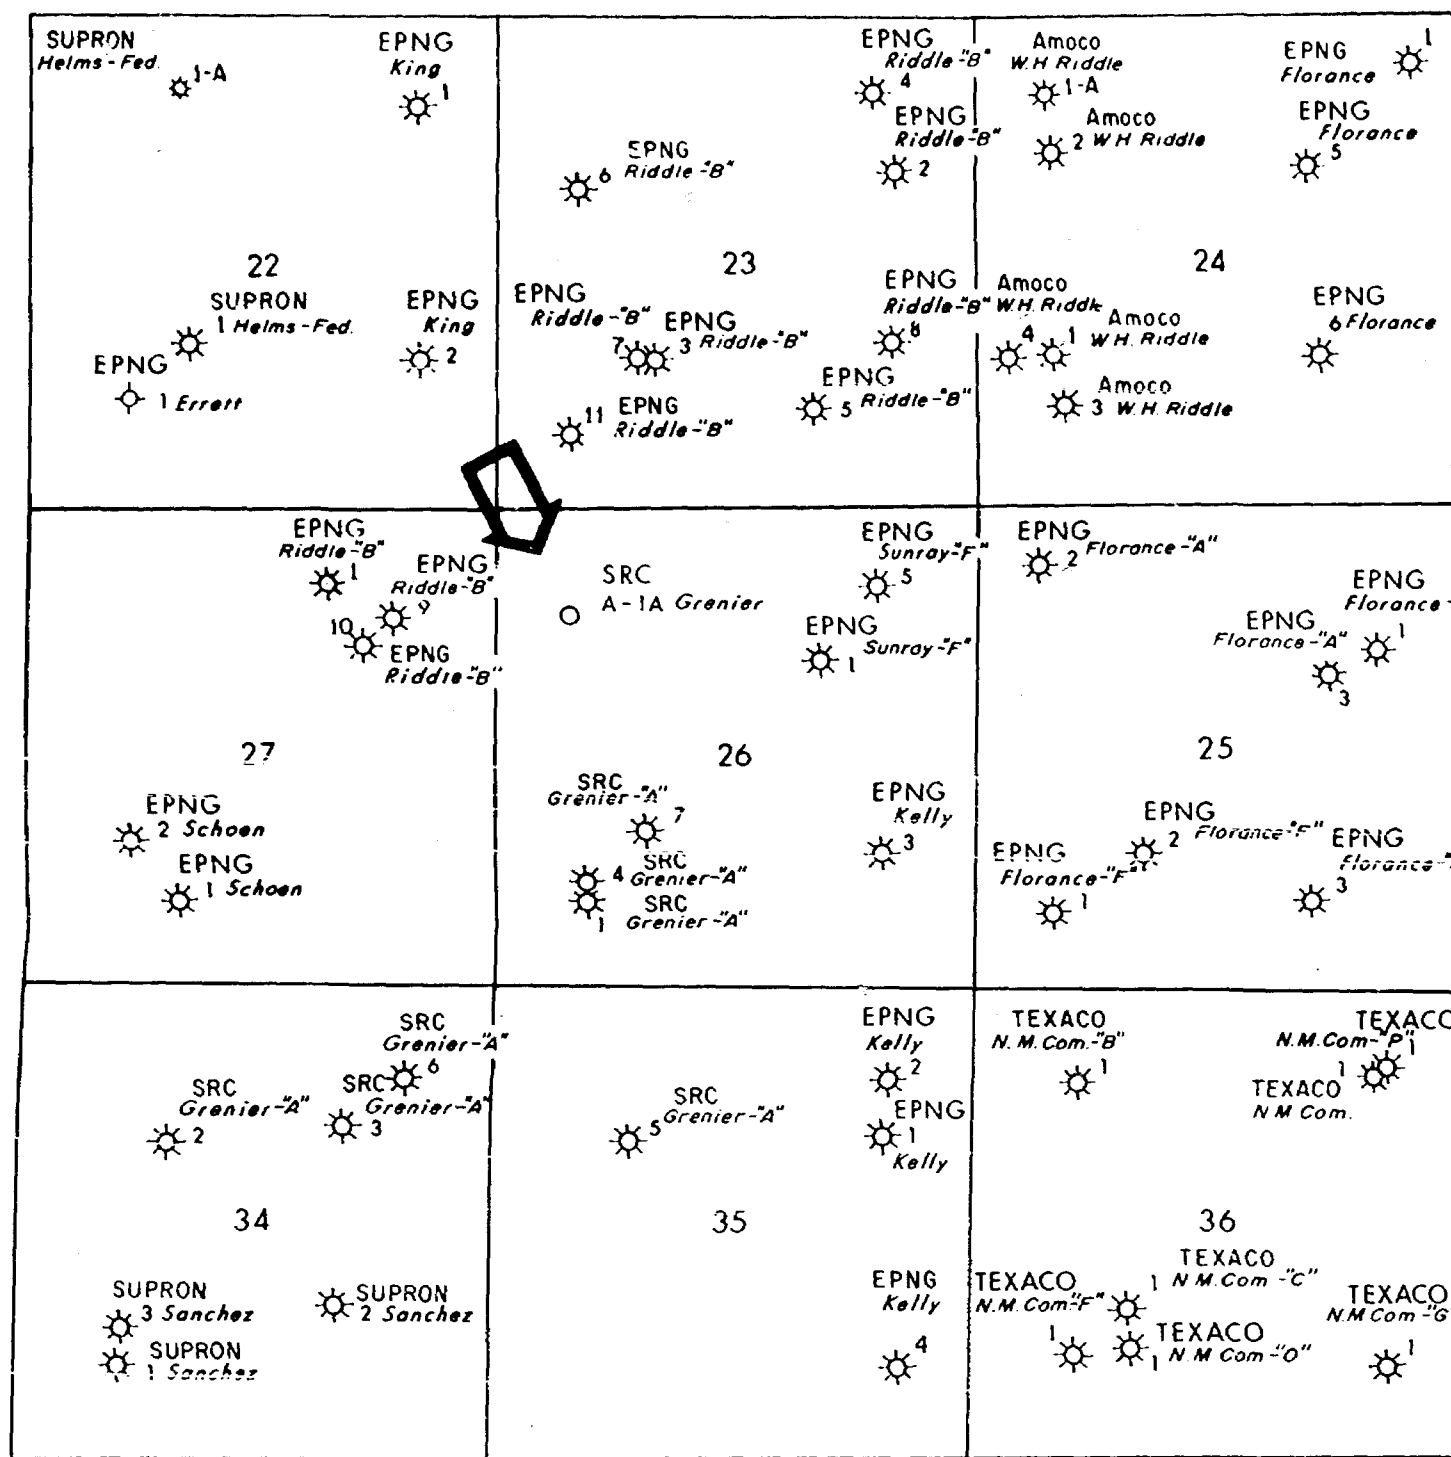 SUPRON
Helms-Fed.
1-A
EPNG
King
1
22
SUPRON
1 Helms-Fed.
EPNG
King
2
EPNG
1 Errett
EPNG
Riddle-"B"
4
EPNG
Riddle-"B"
2
EPNG
6 Riddle-"B"
23
EPNG
Riddle-"B"
7
EPNG
3 Riddle-"B"
EPNG
Riddle-"B"
8
EPNG
5 Riddle-"B"
11 EPNG
Riddle-"B"
Amoco
W.H Riddle
1-A
Amoco
2 W H Riddle
EPNG
Florance
1
EPNG
Florance
5
24
Amoco
W.H. Riddle
4
Amoco
1 W.H. Riddle
Amoco
3 W.H. Riddle
EPNG
6 Florance
EPNG
Riddle-"B"
1
EPNG
Riddle-"B"
9
10
EPNG
Riddle-"B"
27
EPNG
2 Schoen
EPNG
1 Schoen
SRC
A-1A Grenier
EPNG
Sunray-"F"
5
EPNG
Sunray-"F"
1
26
SRC
Grenier-"A"
7
SRC
4 Grenier-"A"
SRC
1 Grenier-"A"
EPNG
Kelly
3
EPNG
2 Florance-"A"
EPNG
Florance-
1
EPNG
Florance-"A"
3
25
EPNG
2 Florance-"F"
EPNG
Florance-"F"
1
EPNG
Florance-
3
SRC
Grenier-"A"
6
SRC
Grenier-"A"
2
SRC
Grenier-"A"
3
34
SUPRON
3 Sanchez
SUPRON
2 Sanchez
SUPRON
1 Sanchez
SRC
5 Grenier-"A"
EPNG
Kelly
2
EPNG
1
Kelly
35
EPNG
Kelly
4
TEXACO
N.M.Com.-"B"
1
TEXACO
N.M.Com-"P"
1
1
TEXACO
N M Com.
36
TEXACO
1 N M.Com-"C"
TEXACO
N.M.Com-"F"
1
TEXACO
1 N.M Com-"O"
TEXACO
N.M Com-"G
1